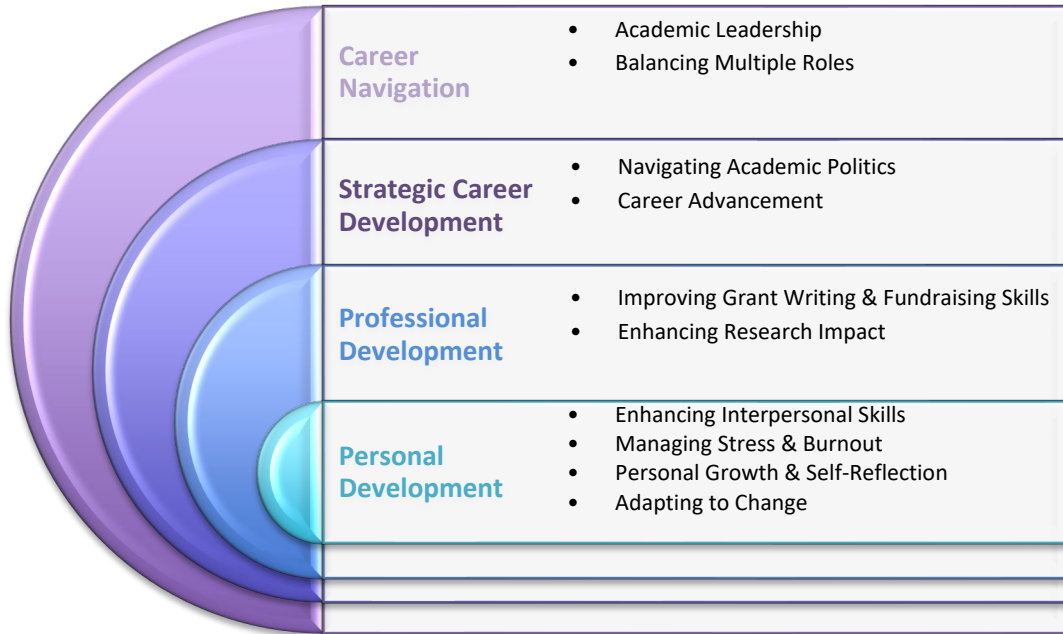 Career
Navigation
• Academic Leadership
• Balancing Multiple Roles
Strategic Career
Development
• Navigating Academic Politics
• Career Advancement
Professional
Development
• Improving Grant Writing & Fundraising Skills
• Enhancing Research Impact
Personal
Development
• Enhancing Interpersonal Skills
• Managing Stress & Burnout
• Personal Growth & Self-Reflection
• Adapting to Change